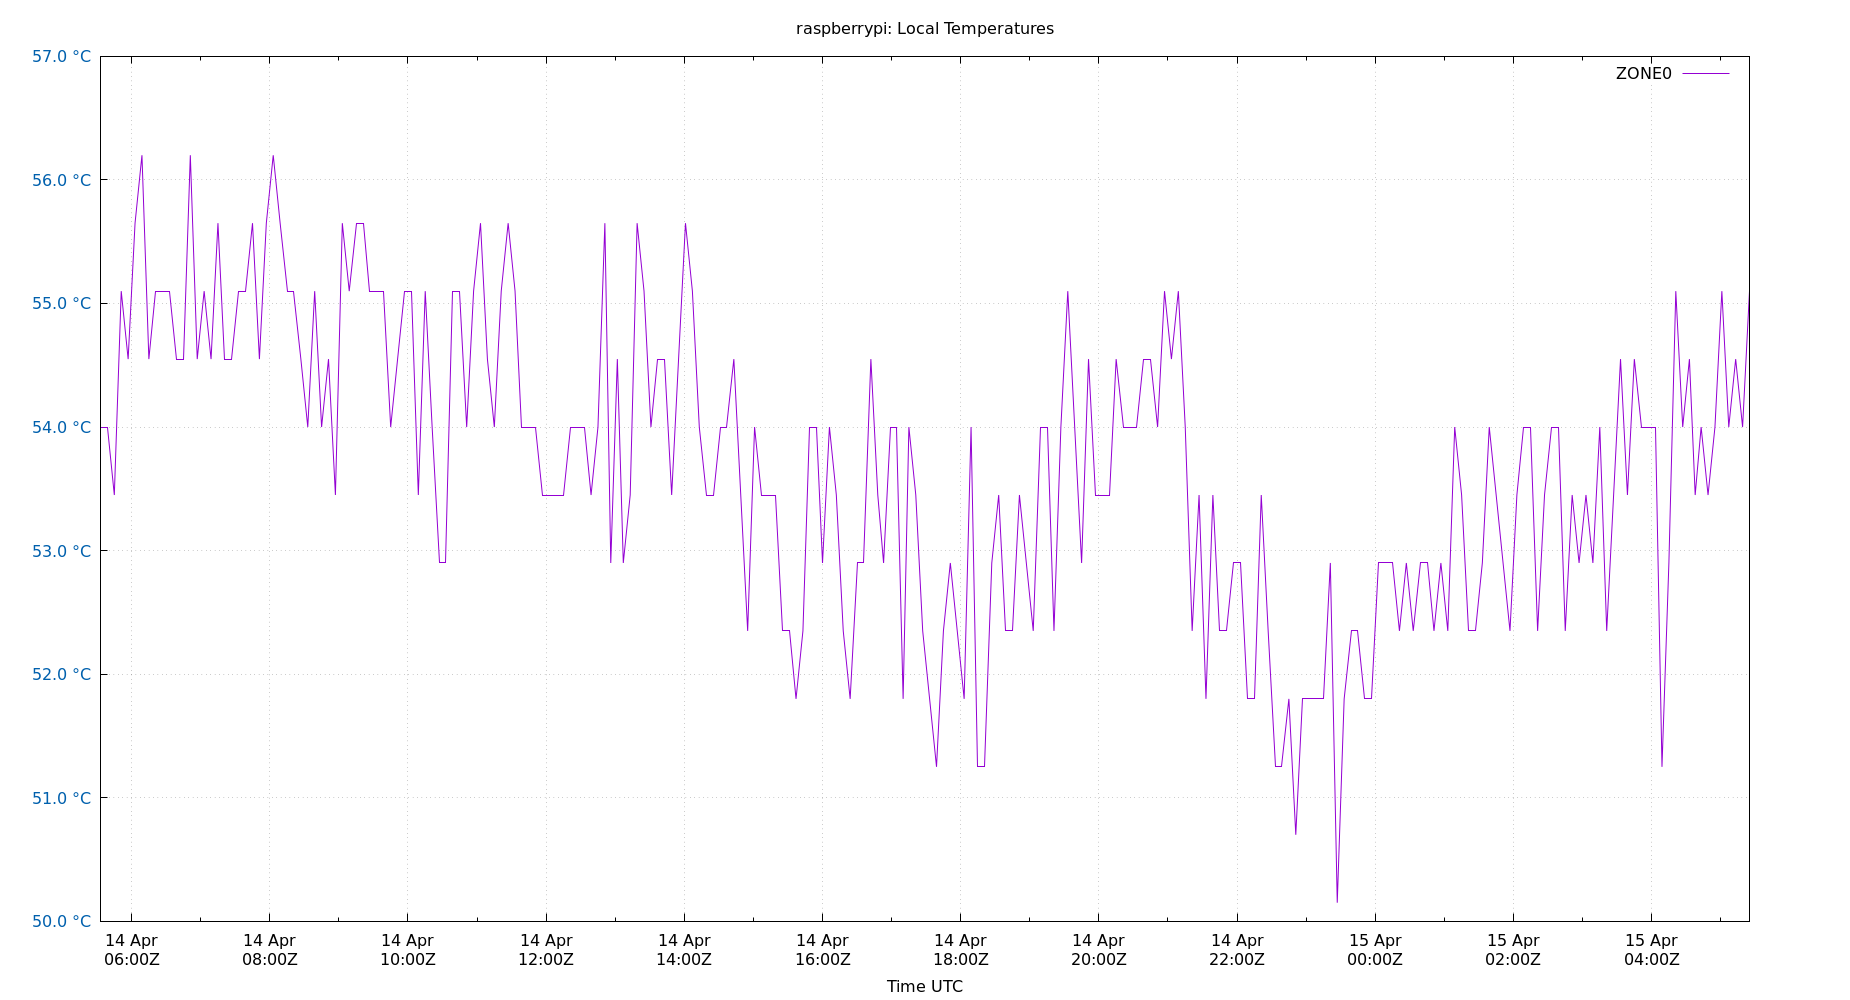 raspberrypi: Local Temperatures
57.0 °C
ZONE0
56.0 °C
55.0 °C
54.0 °C
53.0 °C
52.0 °C
51.0 °C
50.0 °C
14 Apr 14 Apr 14 Apr 14 Apr 14 Apr 14 Apr 14 Apr 14 Apr 14 Apr 15 Apr 15 Apr 15 Apr
06:00Z 08:00Z 10:00Z 12:00Z 14:00Z 16:00Z 18:00Z 20:00Z 22:00Z 00:00Z 02:00Z 04:00Z
Time UTC